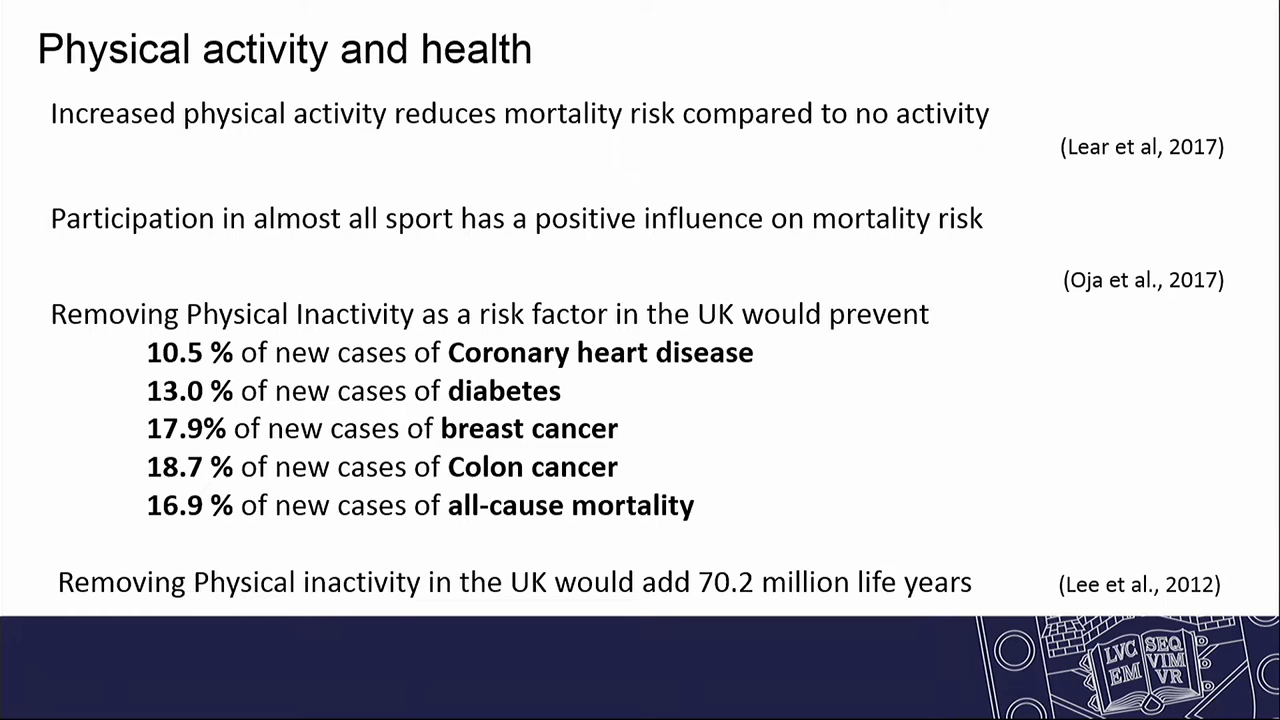 Physical activity and health
Increased physical activity reduces mortality risk compared to no activity
(Lear et al, 2017)
Participation in almost all sport has a positive influence on mortality risk
(Oja et al., 2017)
Removing Physical Inactivity as a risk factor in the UK would prevent
10.5 % of new cases of Coronary heart disease
13.0 % of new cases of diabetes
17.9% of new cases of breast cancer
18.7 % of new cases of Colon cancer
16.9 % of new cases of all-cause mortality
Removing Physical inactivity in the UK would add 70.2 million life years (Lee et al., 2012)
LVC SEQ
EM VIM
VR